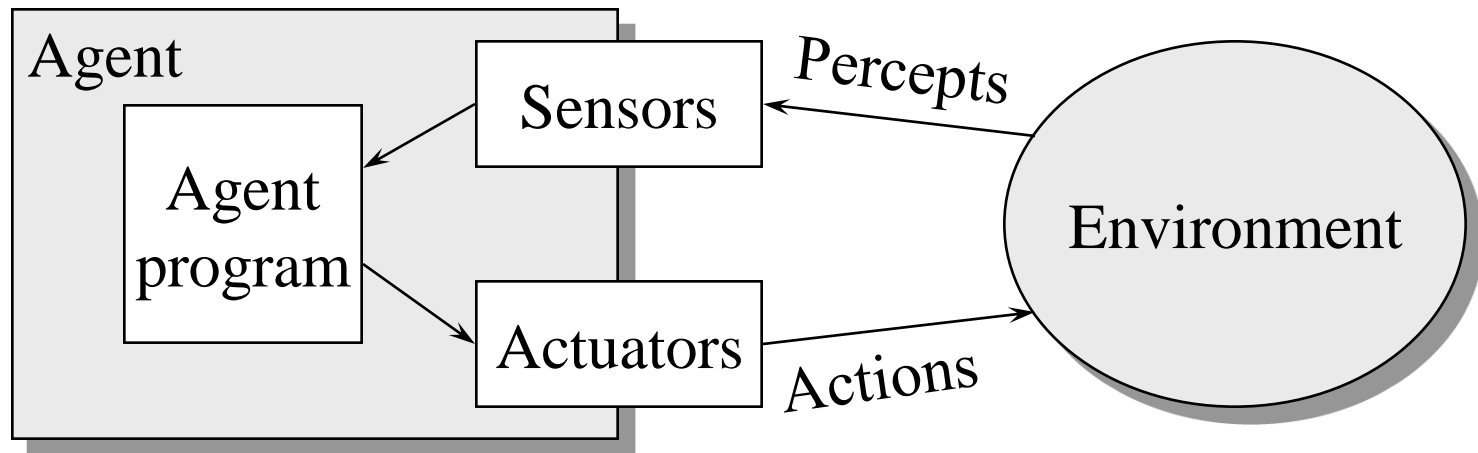 Agent
Sensors
Percepts
Agent
program
Environment
Actuators
Actions